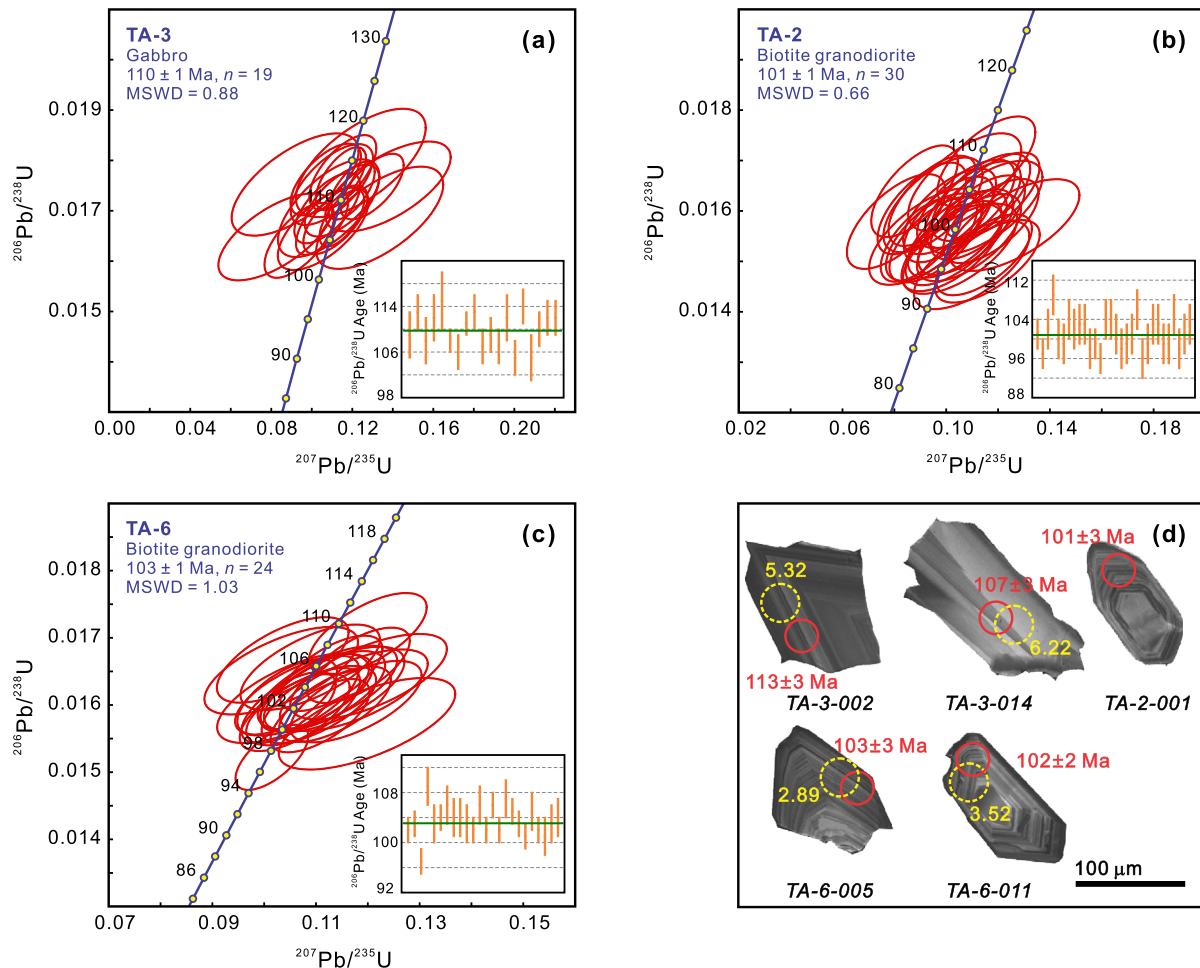 TA-3
(a)
Gabbro
110 ± 1 Ma, n = 19
MSWD = 0.88
130
120
110
100
90
0.019
0.017
0.015
²⁰⁶Pb/²³⁸U
0.00 0.04 0.08 0.12 0.16 0.20
²⁰⁷Pb/²³⁵U
²⁰⁶Pb/²³⁸U Age (Ma)
114
106
98
TA-2
(b)
Biotite granodiorite
101 ± 1 Ma, n = 30
MSWD = 0.66
120
110
100
90
80
0.018
0.016
0.014
²⁰⁶Pb/²³⁸U
0.02 0.06 0.10 0.14 0.18
²⁰⁷Pb/²³⁵U
²⁰⁶Pb/²³⁸U Age (Ma)
112
104
96
88
TA-6
(c)
Biotite granodiorite
103 ± 1 Ma, n = 24
MSWD = 1.03
118
114
110
106
102
98
94
90
86
0.018
0.017
0.016
0.015
0.014
²⁰⁶Pb/²³⁸U
0.07 0.09 0.11 0.13 0.15
²⁰⁷Pb/²³⁵U
²⁰⁶Pb/²³⁸U Age (Ma)
108
100
92
(d)
5.32
113±3 Ma
TA-3-002
107±3 Ma
6.22
TA-3-014
101±3 Ma
TA-2-001
103±3 Ma
2.89
TA-6-005
102±2 Ma
3.52
TA-6-011
100 µm